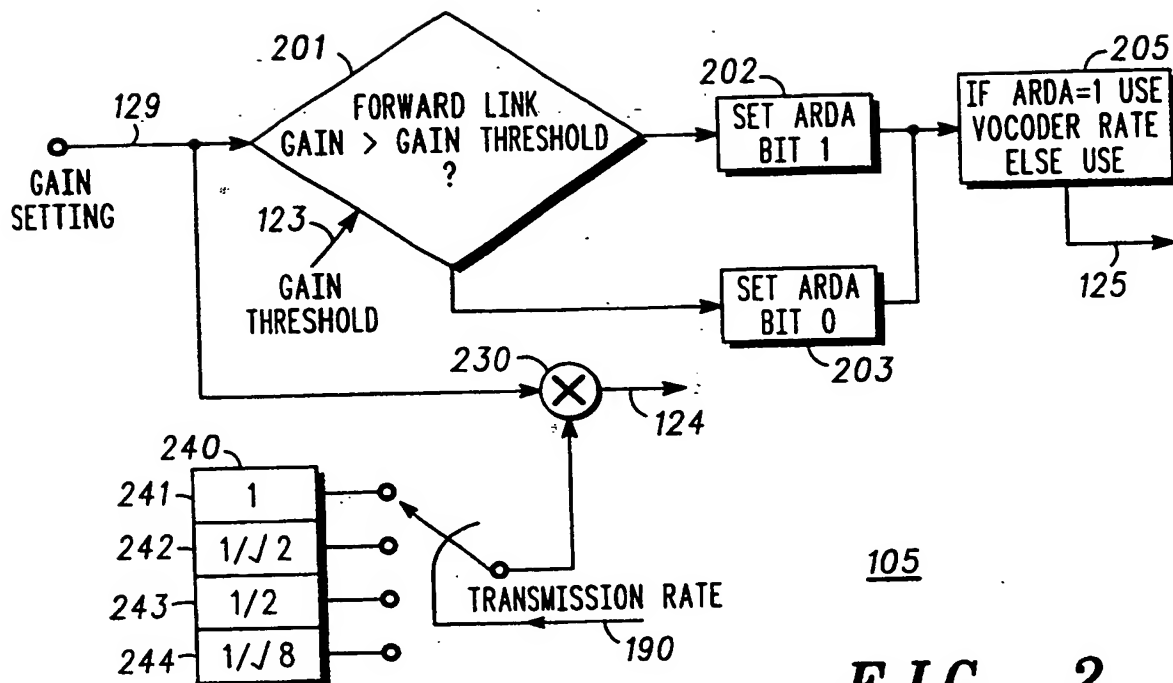 201
129
GAIN
SETTING
FORWARD LINK
GAIN > GAIN THRESHOLD
?
123
GAIN
THRESHOLD
202
SET ARDA
BIT 1
205
IF ARDA=1 USE
VOCODER RATE
ELSE USE
125
SET ARDA
BIT 0
203
230
124
240
241
1
242
1/√2
243
1/2
244
1/√8
TRANSMISSION RATE
190
105
FIG. 2